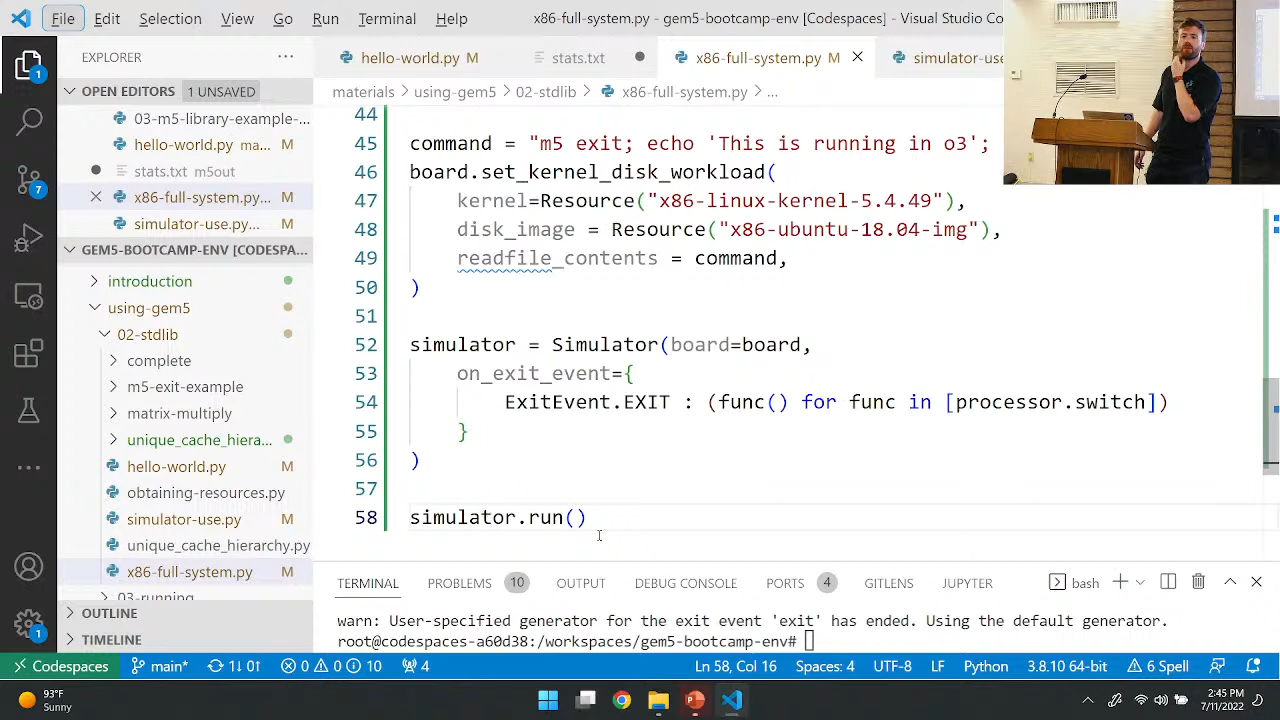 File Edit Selection View Go Run Terminal Help x86-full-system.py - gem5-bootcamp-env [Codespaces] - Visual Studio Co
EXPLORER ...
hello-world.py M stats.txt x86-full-system.py M simulator-use
OPEN EDITORS 1 UNSAVED
materials > using-gem5 > 02-stdlib > x86-full-system.py > ...
03-m5-library-example-...
hello-world.py ma... M
stats.txt m5out
x86-full-system.py... M
simulator-use.py... M
GEM5-BOOTCAMP-ENV [CODESPA...
introduction
using-gem5
02-stdlib
complete
m5-exit-example
matrix-multiply
unique_cache_hiera...
hello-world.py M
obtaining-resources.py
simulator-use.py M
unique_cache_hierarchy.py
x86-full-system.py M
03-running
OUTLINE
TIMELINE
44
45 command = "m5 exit; echo 'This is running in o3';
46 board.set_kernel_disk_workload(
47 kernel=Resource("x86-linux-kernel-5.4.49"),
48 disk_image = Resource("x86-ubuntu-18.04-img"),
49 readfile_contents = command,
50 )
51
52 simulator = Simulator(board=board,
53 on_exit_event={
54 ExitEvent.EXIT : (func() for func in [processor.switch])
55 }
56 )
57
58 simulator.run()
TERMINAL PROBLEMS 10 OUTPUT DEBUG CONSOLE PORTS 4 GITLENS JUPYTER bash
warn: User-specified generator for the exit event 'exit' has ended. Using the default generator.
root@codespaces-a60d38:/workspaces/gem5-bootcamp-env#
1
7
1
Codespaces main* 1↓ 0↑ 0 0 10 4 Ln 58, Col 16 Spaces: 4 UTF-8 LF Python 3.8.10 64-bit 6 Spell
93°F
Sunny
2:45 PM
7/11/2022